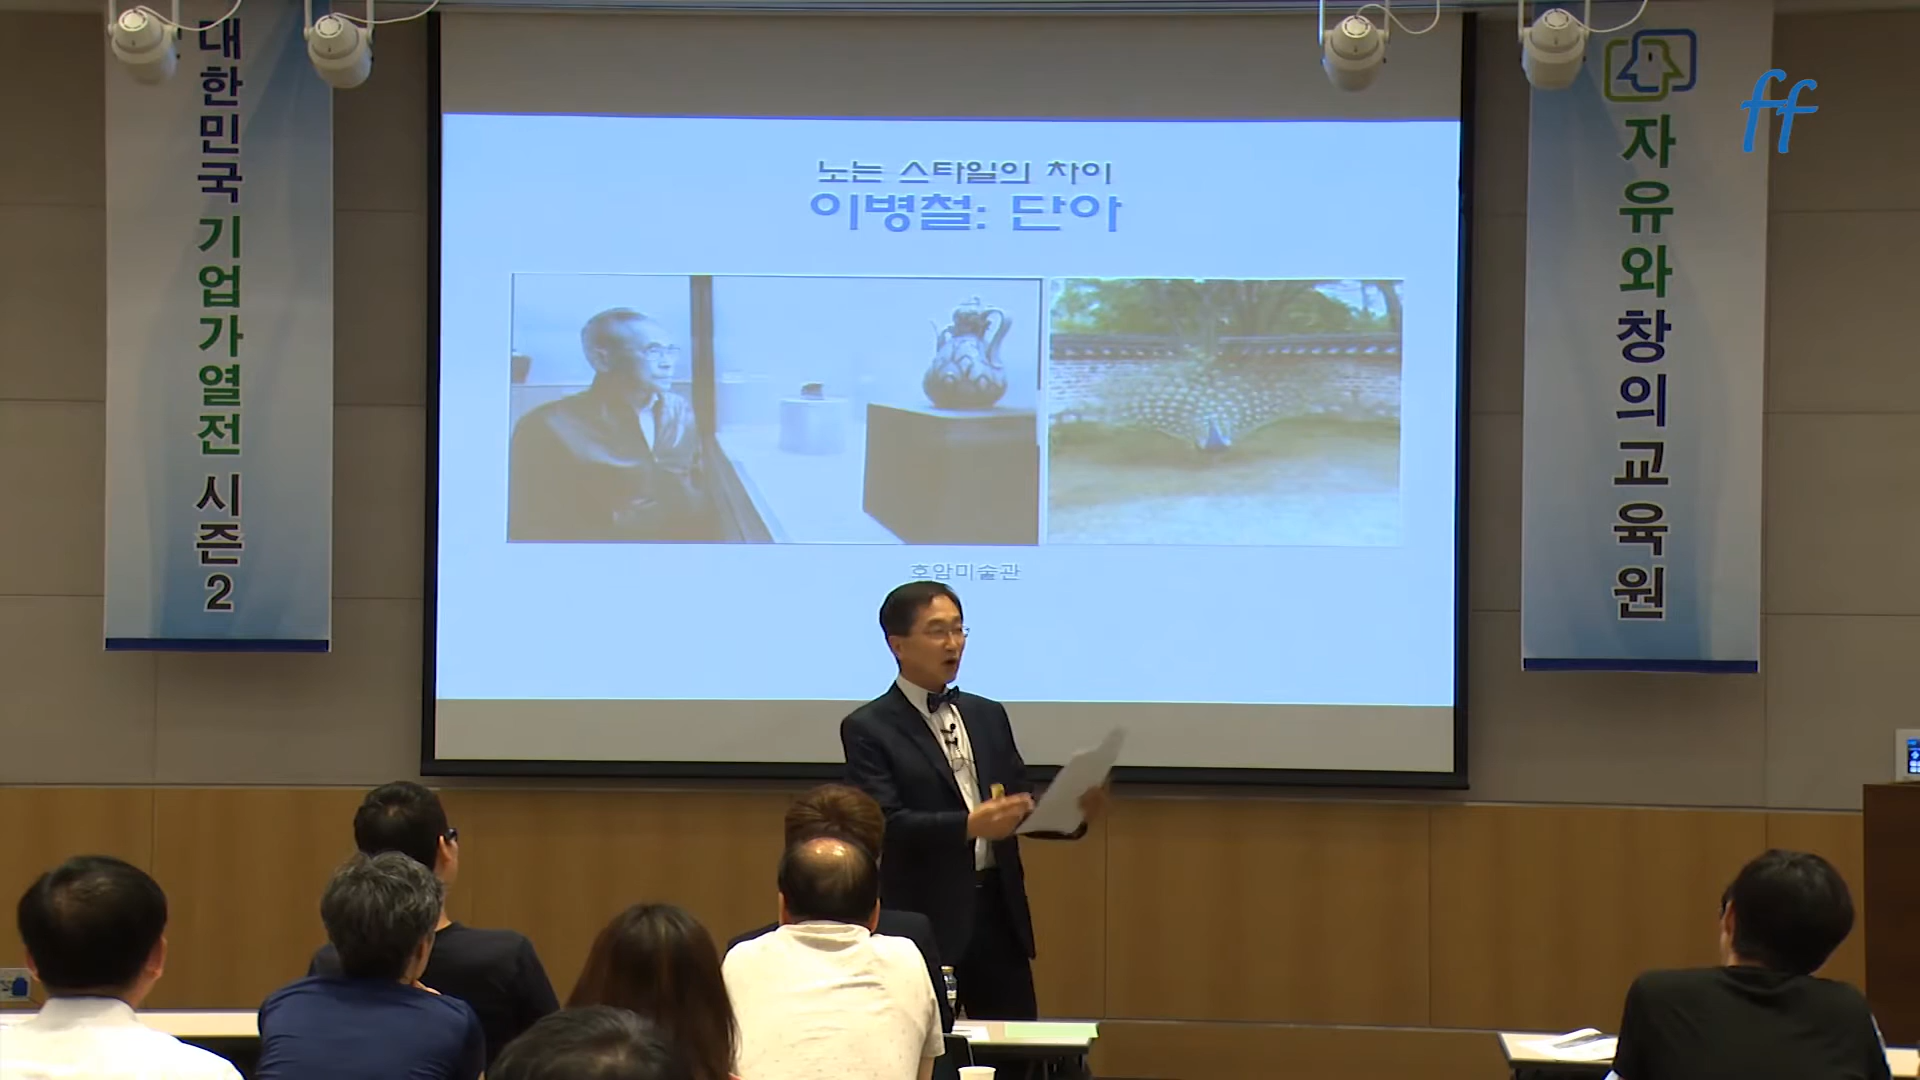 대한민국 기업가열전 시즌2
노는 스타일의 차이
이병철: 단아
호암미술관
자유와창의교육원
ff